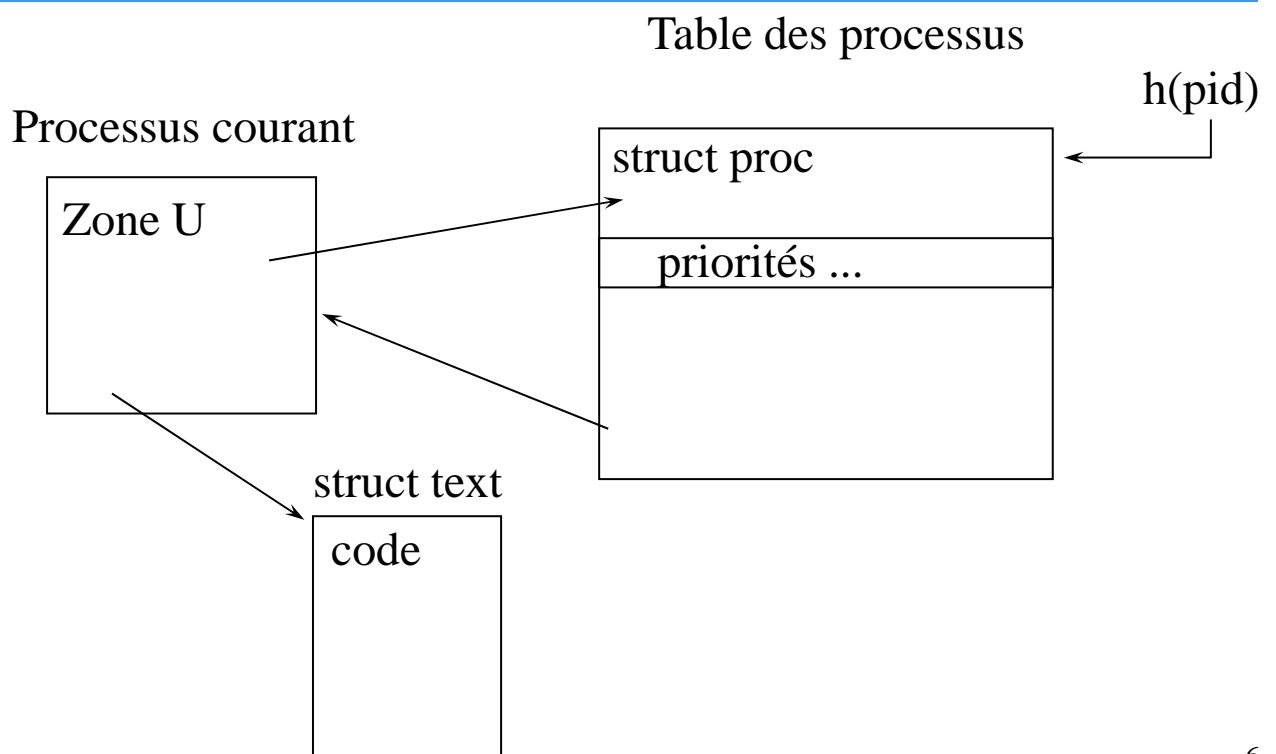 Table des processus
h(pid)
Processus courant
struct proc
Zone U
priorités ...
struct text
code